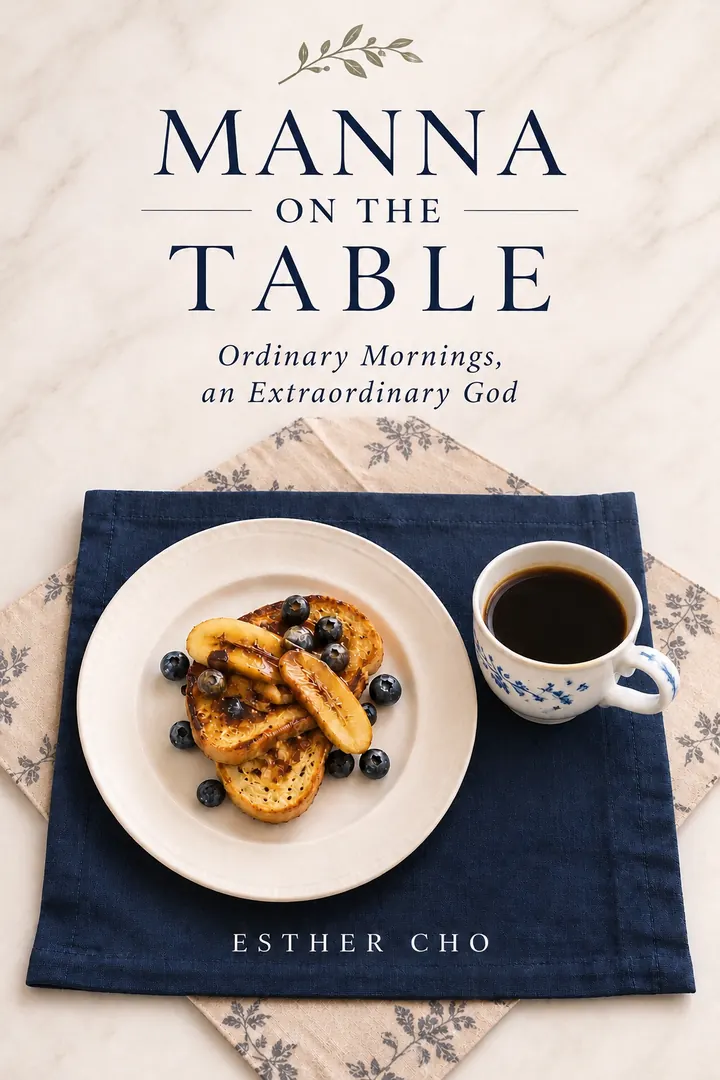 MANNA
ON THE
TABLE
Ordinary Mornings,
an Extraordinary God
ESTHER CHO